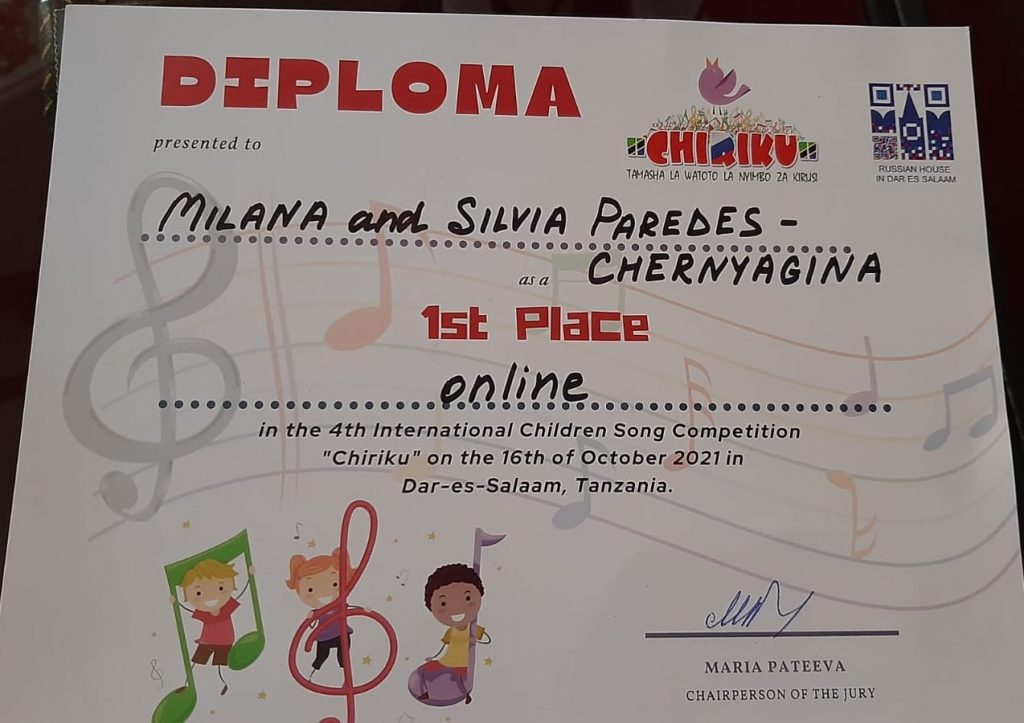 DIPLOMA
presented to
CHIRIKU
TAMASHA LA WATOTO LA NYIMBO ZA KIRUSI
RUSSIAN HOUSE
IN DAR ES SALAAM
MILANA and SILVIA PAREDES -
CHERNYAGINA
as a
1st Place
online
in the 4th International Children Song Competition
"Chiriku" on the 16th of October 2021 in
Dar-es-Salaam, Tanzania.
MARIA PATEEVA
CHAIRPERSON OF THE JURY